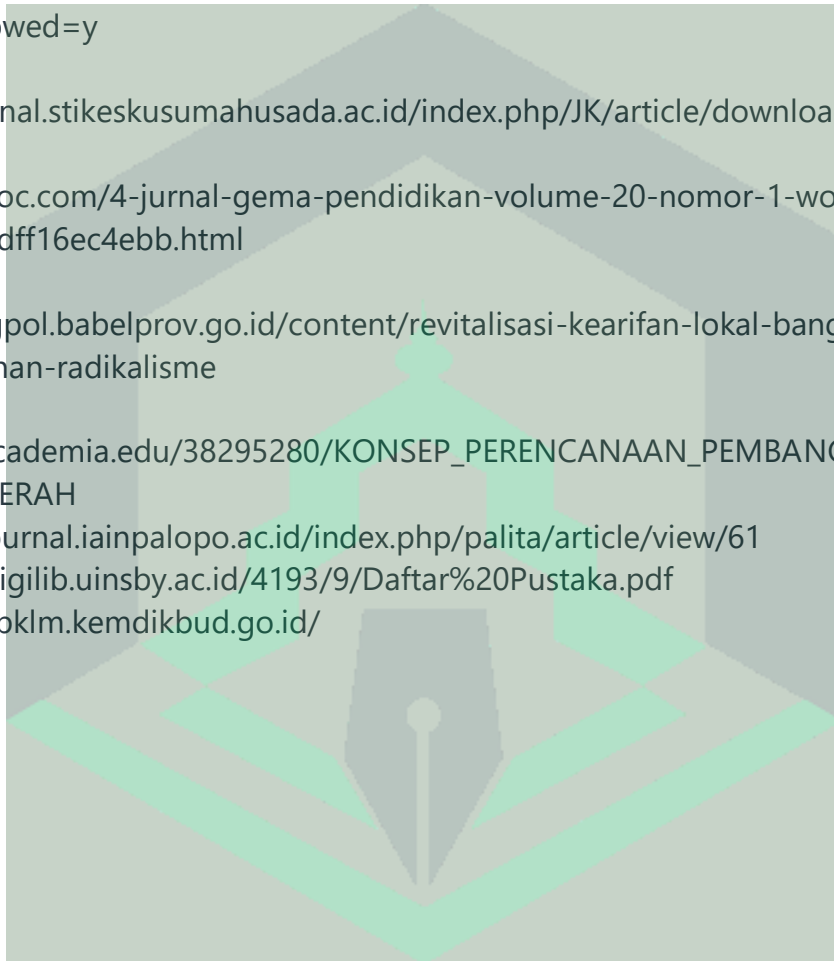 wed=y
nal.stikeskusumahusada.ac.id/index.php/JK/article/downloa
oc.com/4-jurnal-gema-pendidikan-volume-20-nomor-1-wo
dff16ec4ebb.html
gpol.babelprov.go.id/content/revitalisasi-kearifan-lokal-bang
nan-radikalisme
cademia.edu/38295280/KONSEP_PERENCANAAN_PEMBANG
ERAH
ournal.iainpalopo.ac.id/index.php/palita/article/view/61
igilib.uinsby.ac.id/4193/9/Daftar%20Pustaka.pdf
pklm.kemdikbud.go.id/